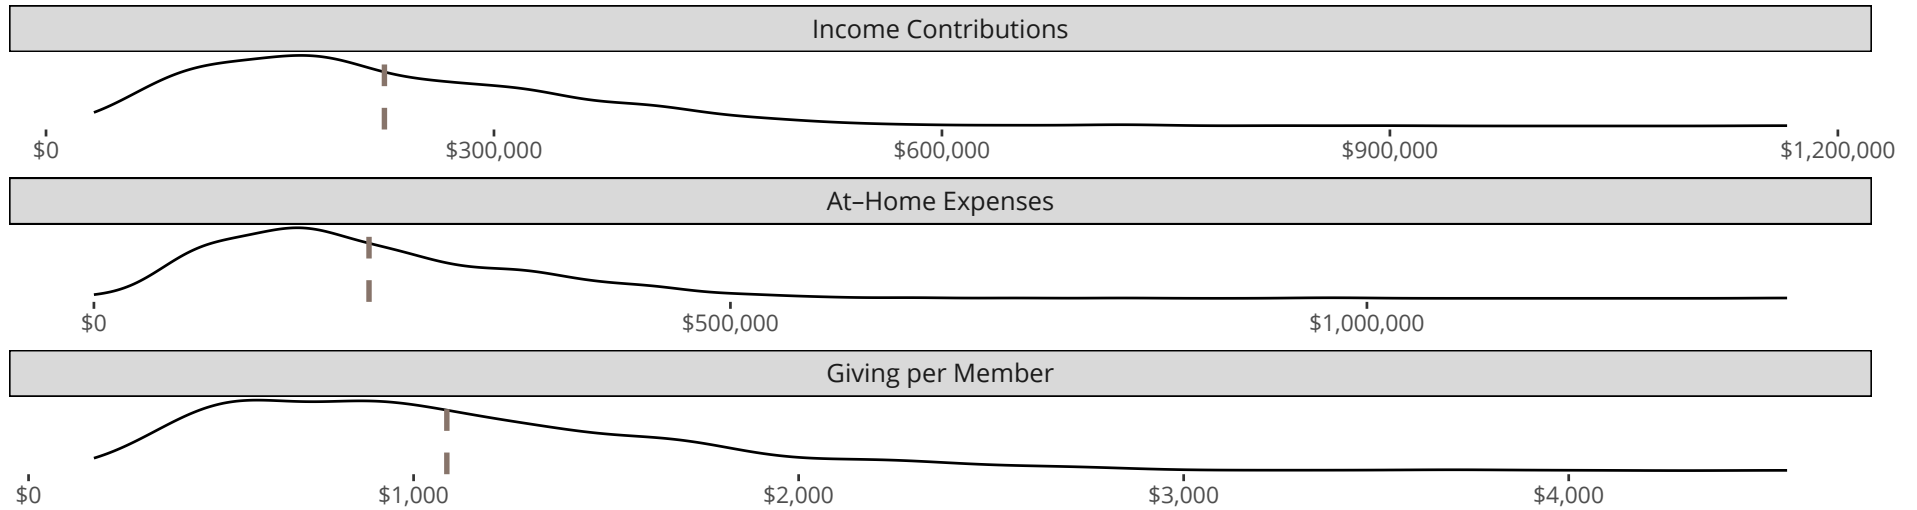 Income Contributions
$0 $300,000 $600,000 $900,000 $1,200,000
At–Home Expenses
$0 $500,000 $1,000,000
Giving per Member
$0 $1,000 $2,000 $3,000 $4,000